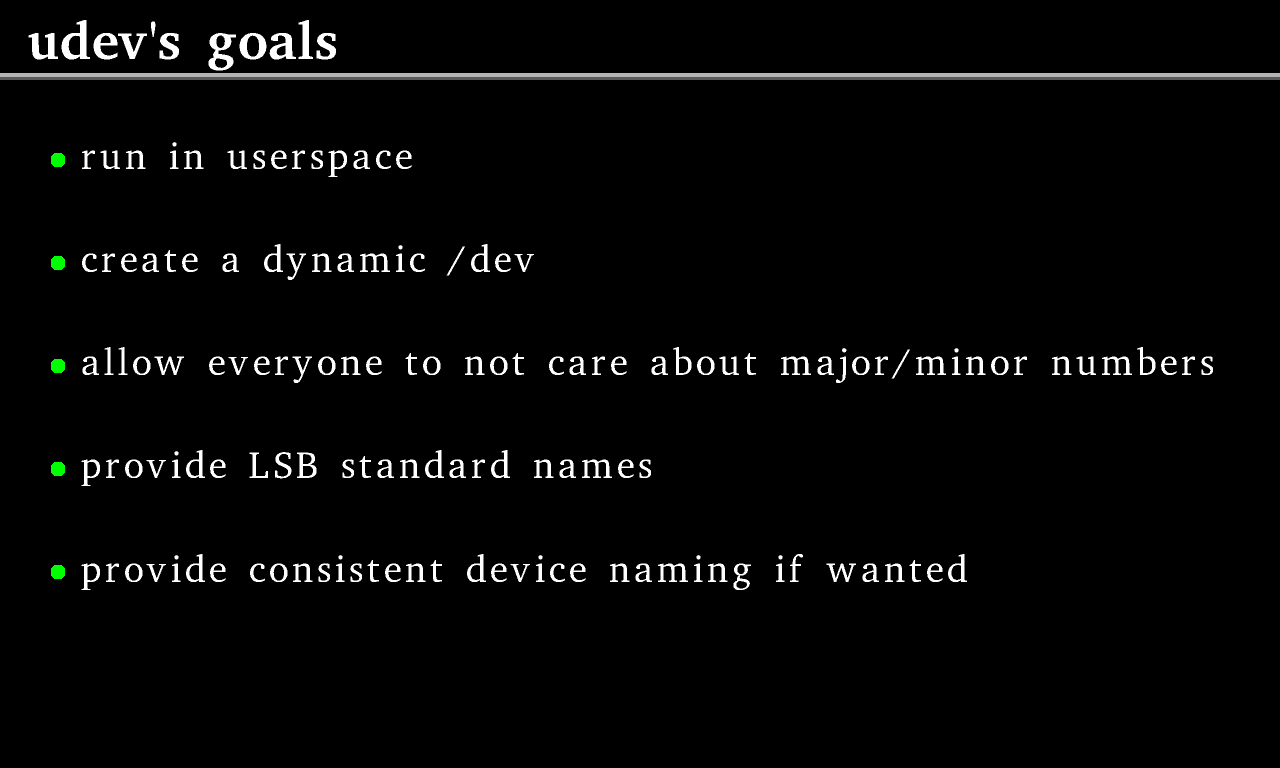 udev's goals
run in userspace
create a dynamic /dev
allow everyone to not care about major/minor numbers
provide LSB standard names
provide consistent device naming if wanted